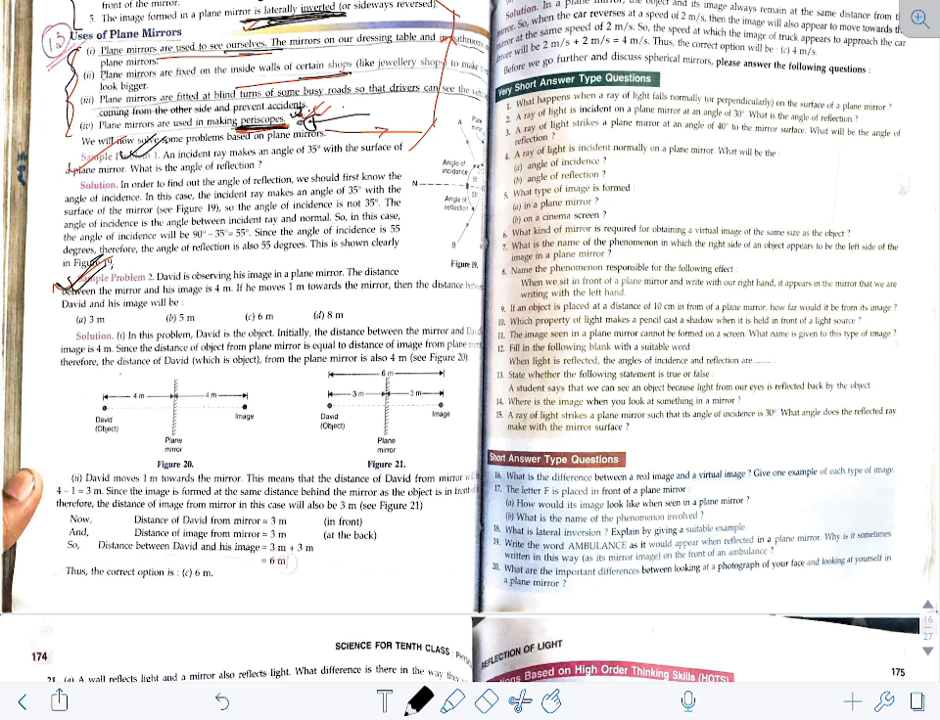 front of the mirror.
5. The image formed in a plane mirror is laterally inverted (or sideways reversed).
13
Uses of Plane Mirrors
(i) Plane mirrors are used to see ourselves. The mirrors on our dressing table and in bathrooms
plane mirrors.
(ii) Plane mirrors are fixed on the inside walls of certain shops (like jewellery shops) to make
look bigger.
(iii) Plane mirrors are fitted at blind turns of some busy roads so that drivers can see the
coming from the other side and prevent accidents.
(iv) Plane mirrors are used in making periscopes.
We will now solve some problems based on plane mirrors.
Sample Problem 1. An incident ray makes an angle of 35° with the surface of
a plane mirror. What is the angle of reflection ?
Solution. In order to find out the angle of reflection, we should first know the
angle of incidence. In this case, the incident ray makes an angle of 35° with the
surface of the mirror (see Figure 19), so the angle of incidence is not 35°. The
angle of incidence is the angle between incident ray and normal. So, in this case,
the angle of incidence will be 90° – 35° = 55°. Since the angle of incidence is 55
degrees, therefore, the angle of reflection is also 55 degrees. This is shown clearly
in Figure 19.
A
Angle of
incidence
N
Angle of
reflection
B
Figure 19.
Sample Problem 2. David is observing his image in a plane mirror. The distance
between the mirror and his image is 4 m. If he moves 1 m towards the mirror, then the distance
David and his image will be :
(a) 3 m (b) 5 m (c) 6 m (d) 8 m
Solution. (i) In this problem, David is the object. Initially, the distance between the mirror and
image is 4 m. Since the distance of object from plane mirror is equal to distance of image from plane
therefore, the distance of David (which is object), from the plane mirror is also 4 m (see Figure 20).
6 m
4 m 4 m 3 m 3 m
David Image David Image
(Object) (Object)
Plane Plane
mirror mirror
Figure 20. Figure 21.
(ii) David moves 1 m towards the mirror. This means that the distance of David from mirror
4 – 1 = 3 m. Since the image is formed at the same distance behind the mirror as the object is in front
therefore, the distance of image from mirror in this case will also be 3 m (see Figure 21)
Now, Distance of David from mirror = 3 m (in front)
And, Distance of image from mirror = 3 m (at the back)
So, Distance between David and his image = 3 m + 3 m
= 6 m
Thus, the correct option is : (c) 6 m.
174
SCIENCE FOR TENTH CLASS :
21. (a) A wall reflects light and a mirror also reflects light. What difference is there in the way they
Solution. In a plane mirror, the object and its image always remain at the same distance from
mirror. So, when the car reverses at a speed of 2 m/s, then the image will also appear to move towards
mirror at the same speed of 2 m/s. So, the speed at which the image of truck appears to approach the car
driver will be 2 m/s + 2 m/s = 4 m/s. Thus, the correct option will be : (c) 4 m/s.
Before we go further and discuss spherical mirrors, please answer the following questions :
Very Short Answer Type Questions
1. What happens when a ray of light falls normally (or perpendicularly) on the surface of a plane mirror ?
2. A ray of light is incident on a plane mirror at an angle of 30°. What is the angle of reflection ?
3. A ray of light strikes a plane mirror at an angle of 40° to the mirror surface. What will be the angle of
reflection ?
4. A ray of light is incident normally on a plane mirror. What will be the
(a) angle of incidence ?
(b) angle of reflection ?
5. What type of image is formed :
(a) in a plane mirror ?
(b) on a cinema screen ?
6. What kind of mirror is required for obtaining a virtual image of the same size as the object ?
7. What is the name of the phenomenon in which the right side of an object appears to be the left side of the
image in a plane mirror ?
8. Name the phenomenon responsible for the following effect :
When we sit in front of a plane mirror and write with our right hand, it appears in the mirror that we are
writing with the left hand.
9. If an object is placed at a distance of 10 cm in front of a plane mirror, how far would it be from its image ?
10. Which property of light makes a pencil cast a shadow when it is held in front of a light source ?
11. The image seen in a plane mirror cannot be formed on a screen. What name is given to this type of image ?
12. Fill in the following blank with a suitable word :
When light is reflected, the angles of incidence and reflection are.........
13. State whether the following statement is true or false :
A student says that we can see an object because light from our eyes is reflected back by the object
14. Where is the image when you look at something in a mirror ?
15. A ray of light strikes a plane mirror such that its angle of incidence is 30°. What angle does the reflected ray
make with the mirror surface ?
Short Answer Type Questions
16. What is the difference between a real image and a virtual image ? Give one example of each type of image.
17. The letter F is placed in front of a plane mirror :
(a) How would its image look like when seen in a plane mirror ?
(b) What is the name of the phenomenon involved ?
18. What is lateral inversion ? Explain by giving a suitable example.
19. Write the word AMBULANCE as it would appear when reflected in a plane mirror. Why is it sometimes
written in this way (as its mirror image) on the front of an ambulance ?
20. What are the important differences between looking at a photograph of your face and looking at yourself in
a plane mirror ?
16
27
REFLECTION OF LIGHT
175
Based on High Order Thinking Skills (HOTS)
T